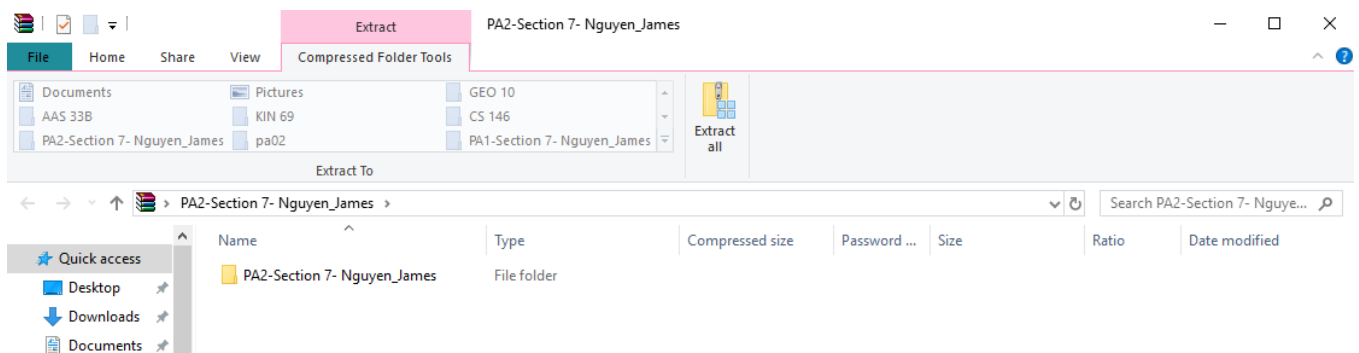 Extract PA2-Section 7- Nguyen_James
File Home Share View Compressed Folder Tools
Documents Pictures GEO 10
AAS 33B KIN 69 CS 146
PA2-Section 7- Nguyen_James pa02 PA1-Section 7- Nguyen_James
Extract
all
Extract To
PA2-Section 7- Nguyen_James
Search PA2-Section 7- Nguye...
Name Type Compressed size Password ... Size Ratio Date modified
Quick access
PA2-Section 7- Nguyen_James File folder
Desktop
Downloads
Documents